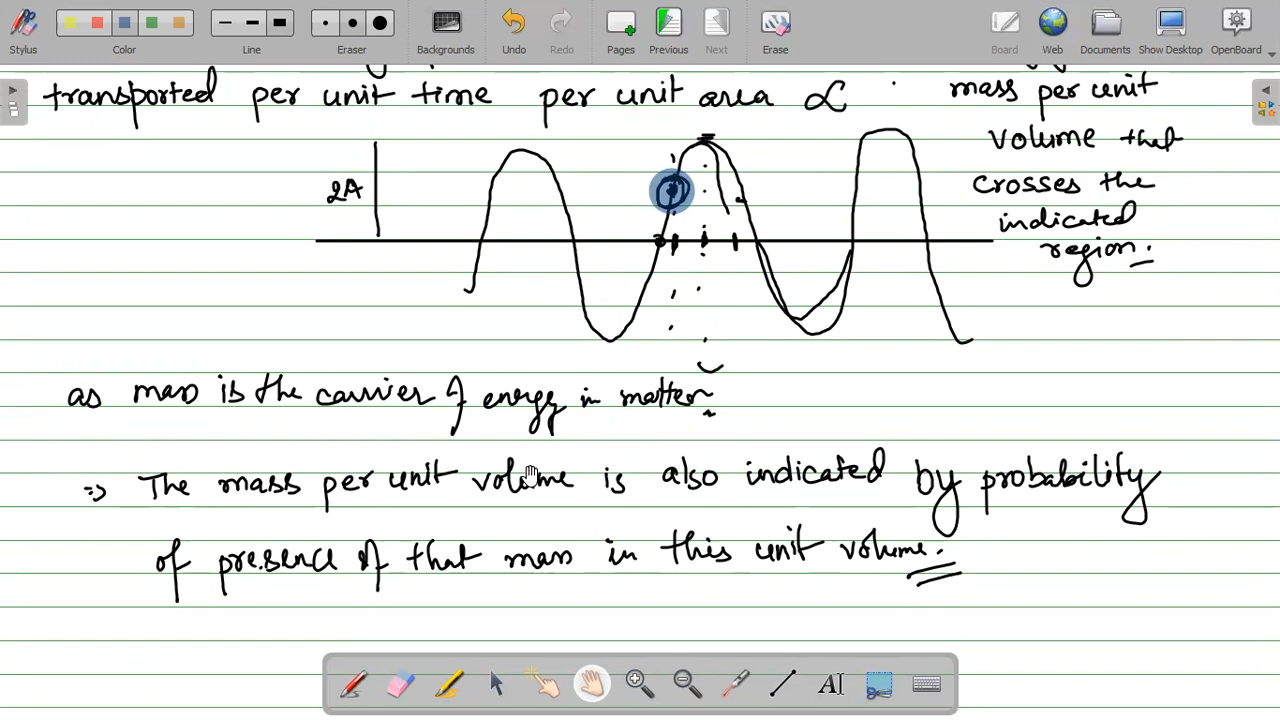 Stylus Color Line Eraser Backgrounds Undo Redo Pages Previous Next Erase Board Web Documents Show Desktop OpenBoard
transported per unit time per unit area ∝
mass per unit
volume that
crosses the
indicated
region.
2A
as mass is the carrier of energy in matter
=> The mass per unit volume is also indicated by probability
of presence of that mass in this unit volume.